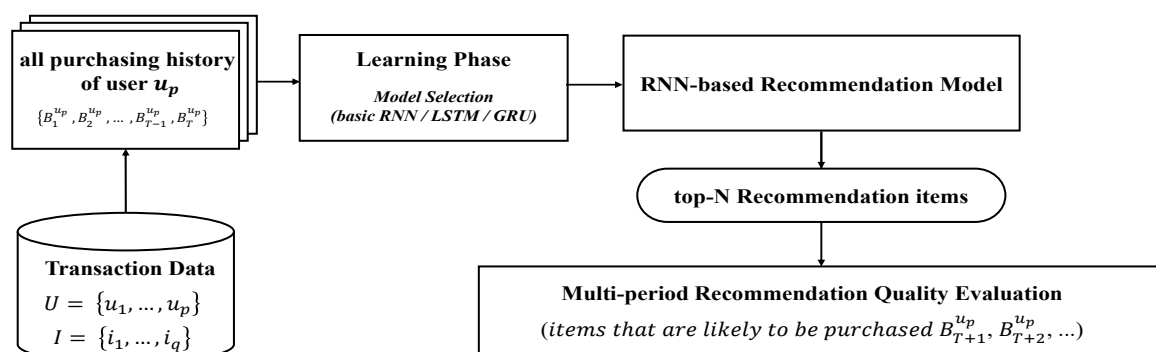 all purchasing history
of user u_p
{B_1^{u_p}, B_2^{u_p}, ... , B_{T-1}^{u_p}, B_T^{u_p}}
Learning Phase
Model Selection
(basic RNN / LSTM / GRU)
RNN-based Recommendation Model
top-N Recommendation items
Transaction Data
U = {u_1, ... , u_p}
I = {i_1, ... , i_q}
Multi-period Recommendation Quality Evaluation
(items that are likely to be purchased B_{T+1}^{u_p}, B_{T+2}^{u_p}, ...)